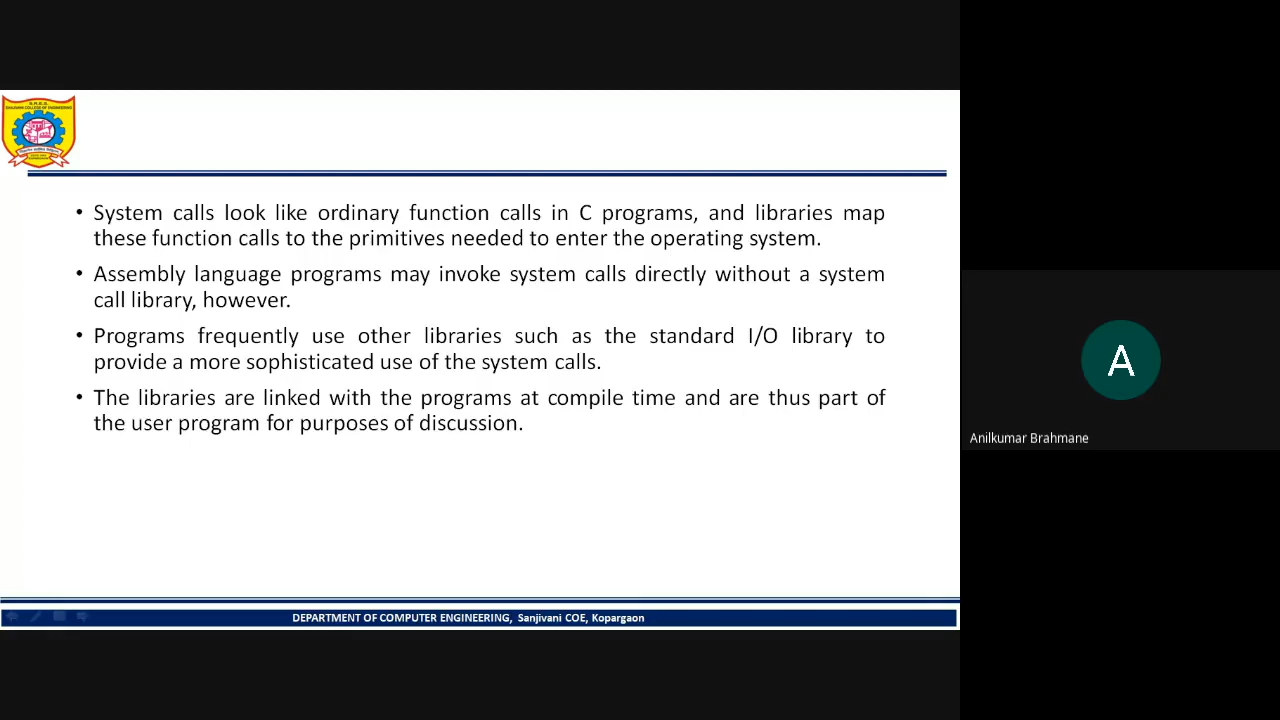 • System calls look like ordinary function calls in C programs, and libraries map
these function calls to the primitives needed to enter the operating system.
• Assembly language programs may invoke system calls directly without a system
call library, however.
• Programs frequently use other libraries such as the standard I/O library to
provide a more sophisticated use of the system calls.
• The libraries are linked with the programs at compile time and are thus part of
the user program for purposes of discussion.
DEPARTMENT OF COMPUTER ENGINEERING, Sanjivani COE, Kopargaon
A
Anilkumar Brahmane